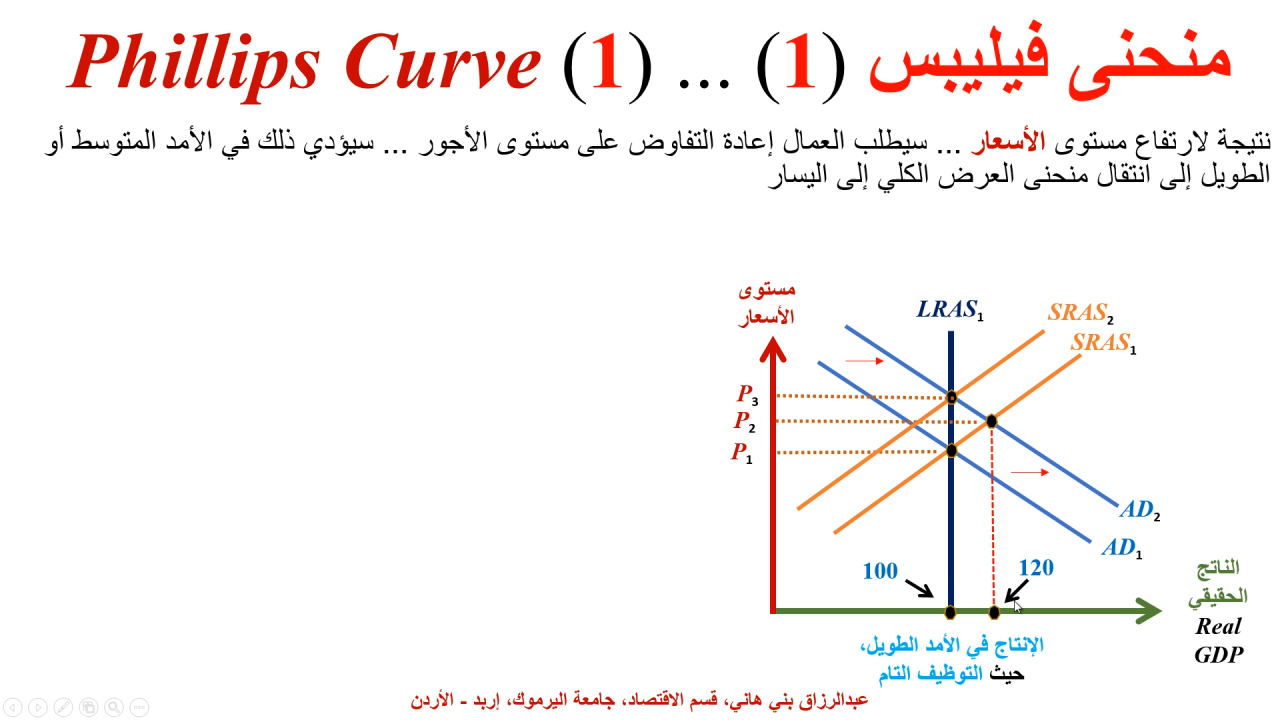 منحنى فيليبس (1) ... Phillips Curve (1)
نتيجة لارتفاع مستوى الأسعار ... سيطلب العمال إعادة التفاوض على مستوى الأجور ... سيؤدي ذلك في الأمد المتوسط أو
الطويل إلى انتقال منحنى العرض الكلي إلى اليسار
مستوى
الأسعار
LRAS1
SRAS2
SRAS1
P3
P2
P1
AD2
AD1
100
120
الناتج
الحقيقي
Real
GDP
الإنتاج في الأمد الطويل،
حيث التوظيف التام
عبدالرزاق بني هاني، قسم الاقتصاد، جامعة اليرموك، إربد - الأردن